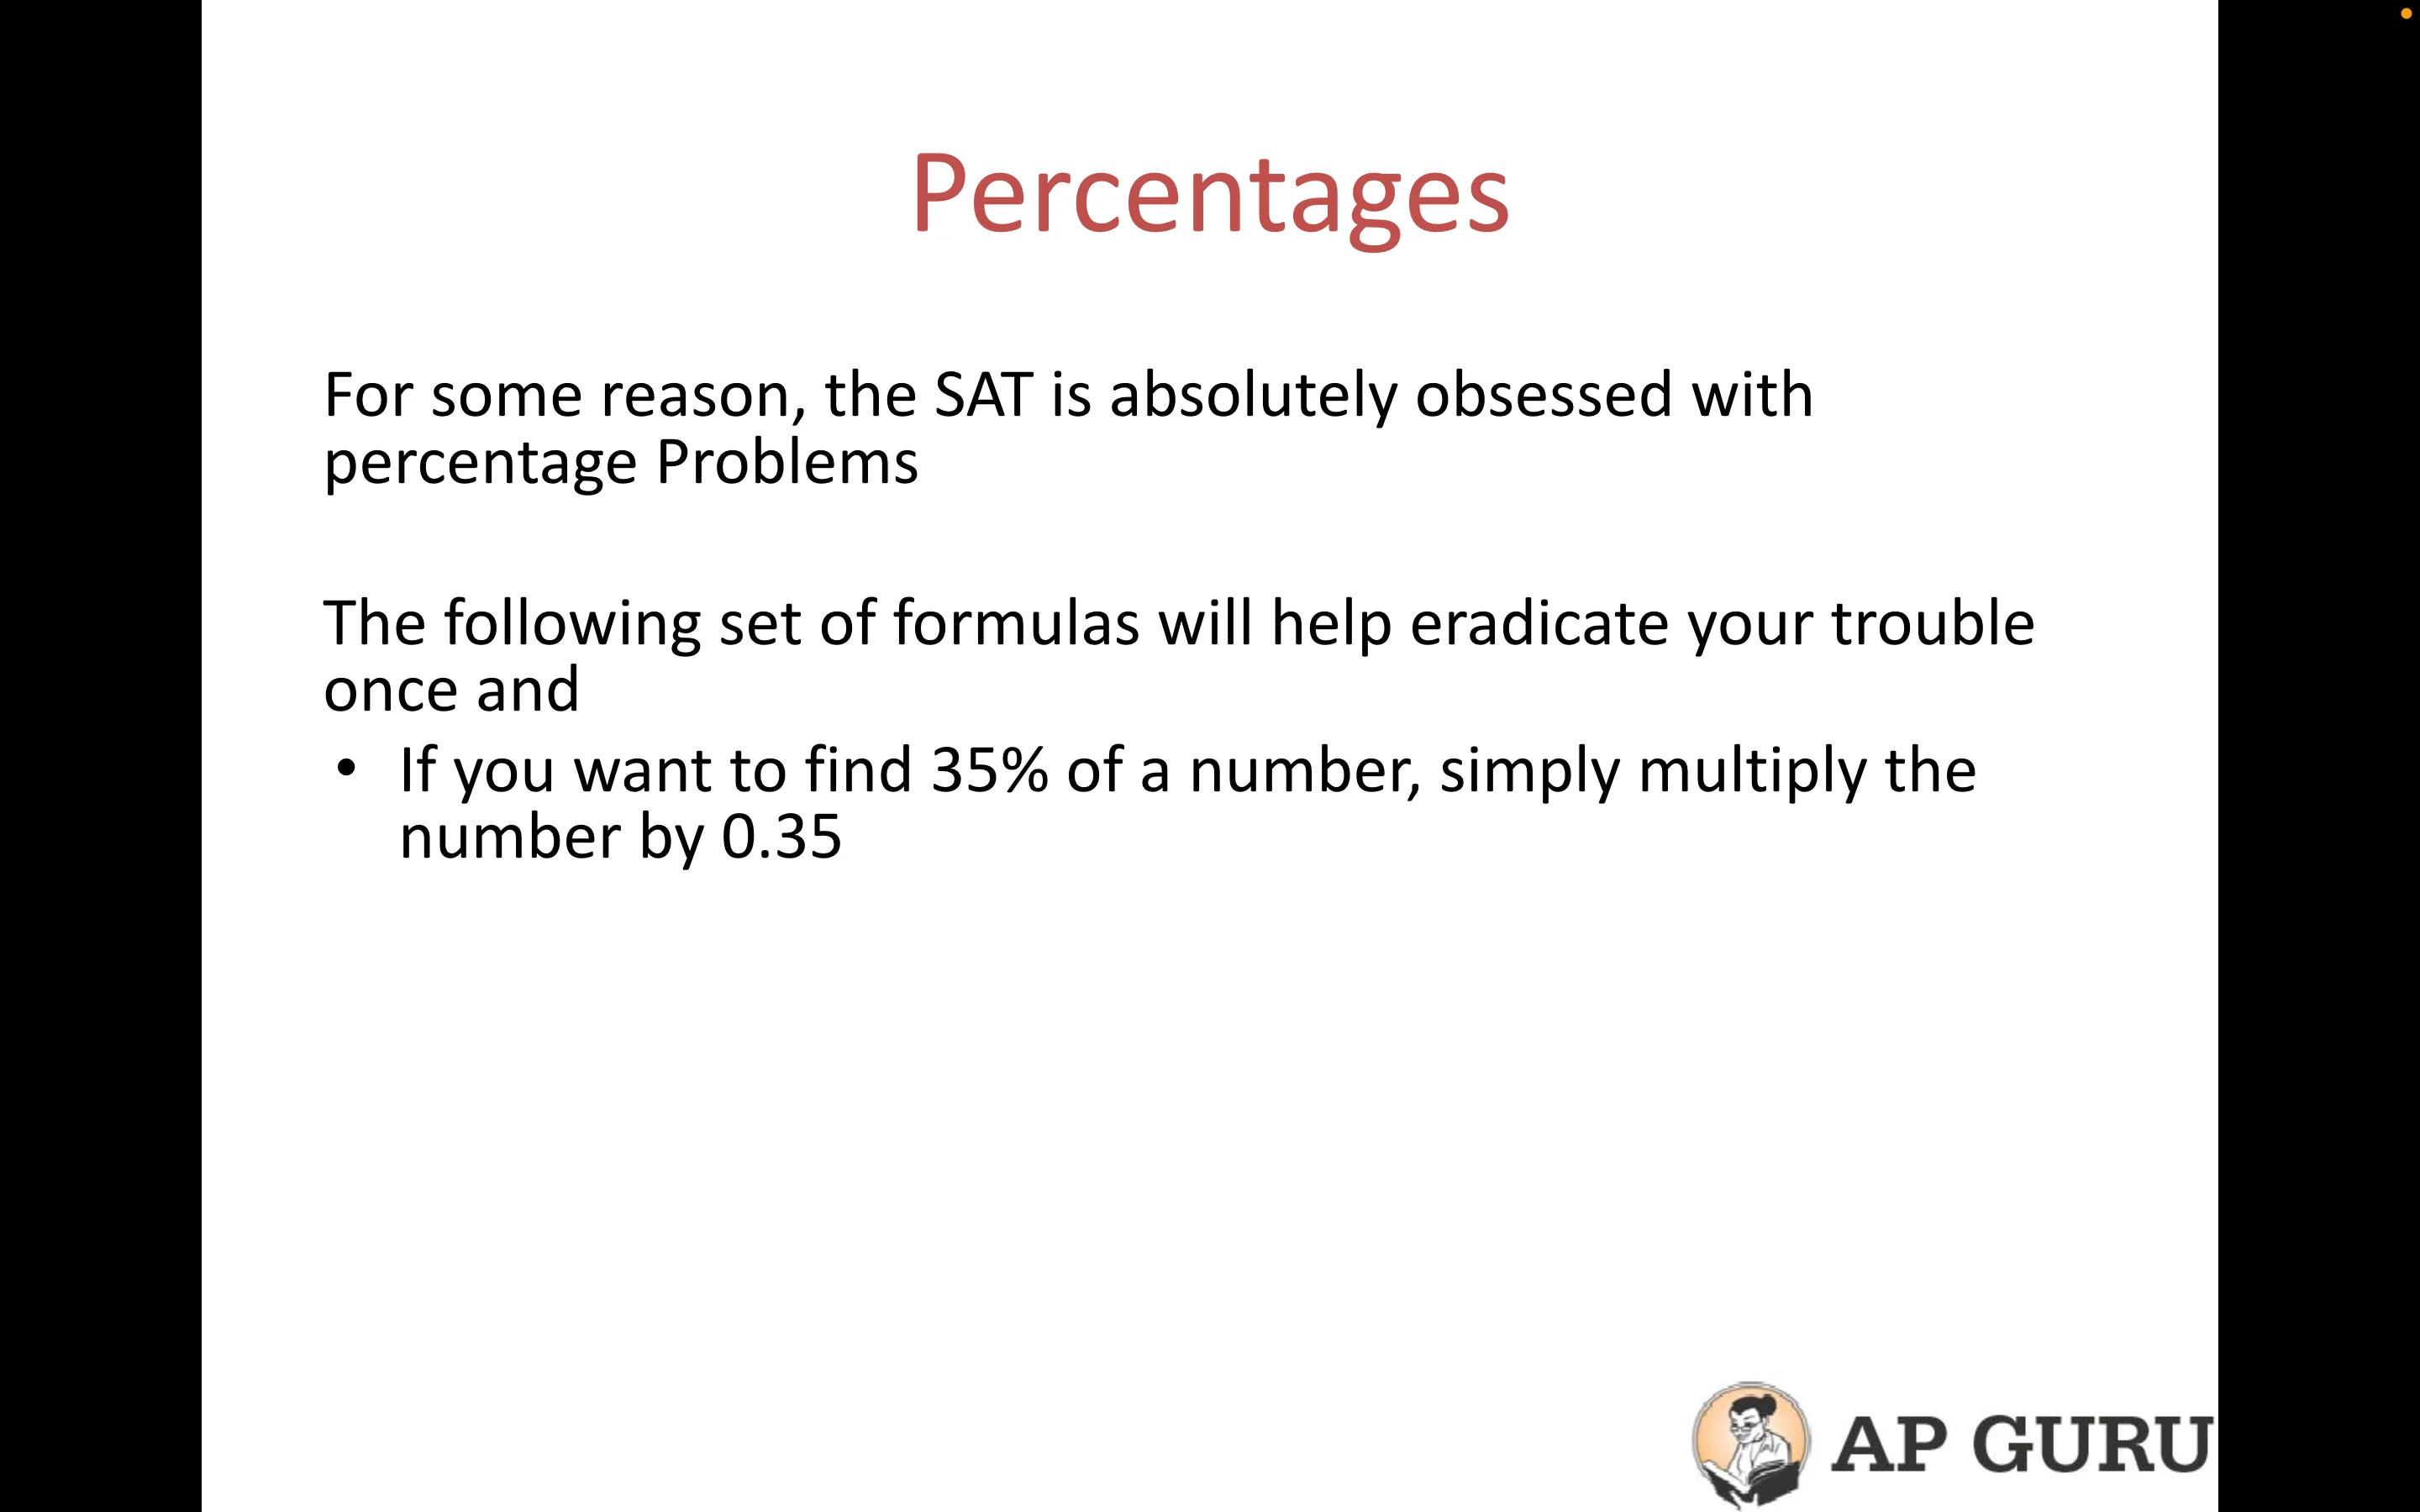 Percentages
For some reason, the SAT is absolutely obsessed with
percentage Problems
The following set of formulas will help eradicate your trouble
once and
• If you want to find 35% of a number, simply multiply the
number by 0.35
AP GURU